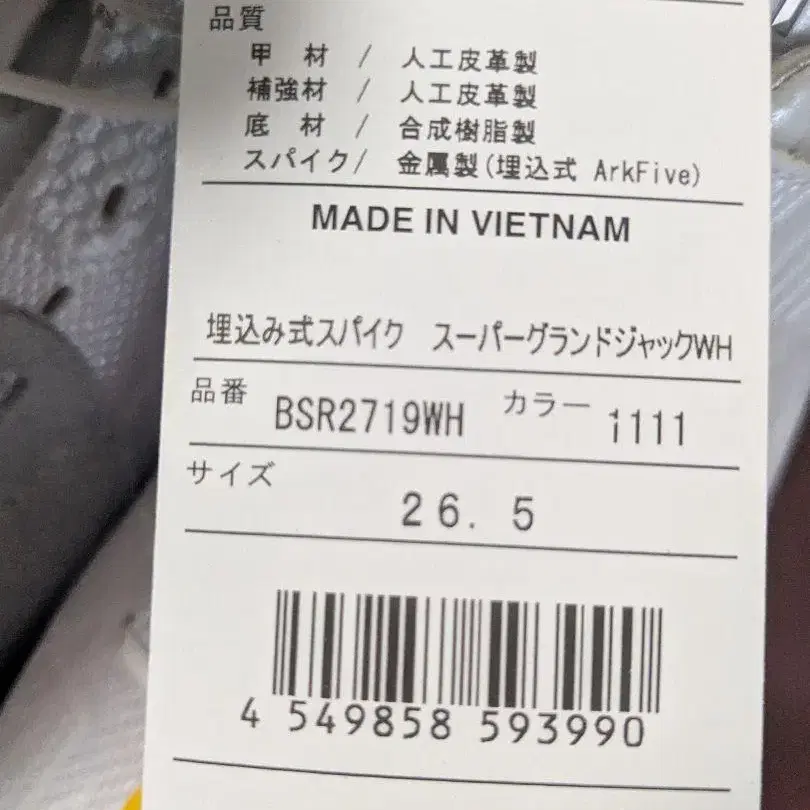 品質
甲 材 / 人工皮革製
補強材 / 人工皮革製
底 材 / 合成樹脂製
スパイク/ 金属製(埋込式 ArkFive)
MADE IN VIETNAM
埋込み式スパイク スーパーグランドジャックWH
品番 BSR2719WH カラー 1111
サイズ
26.5
4 549858 593990